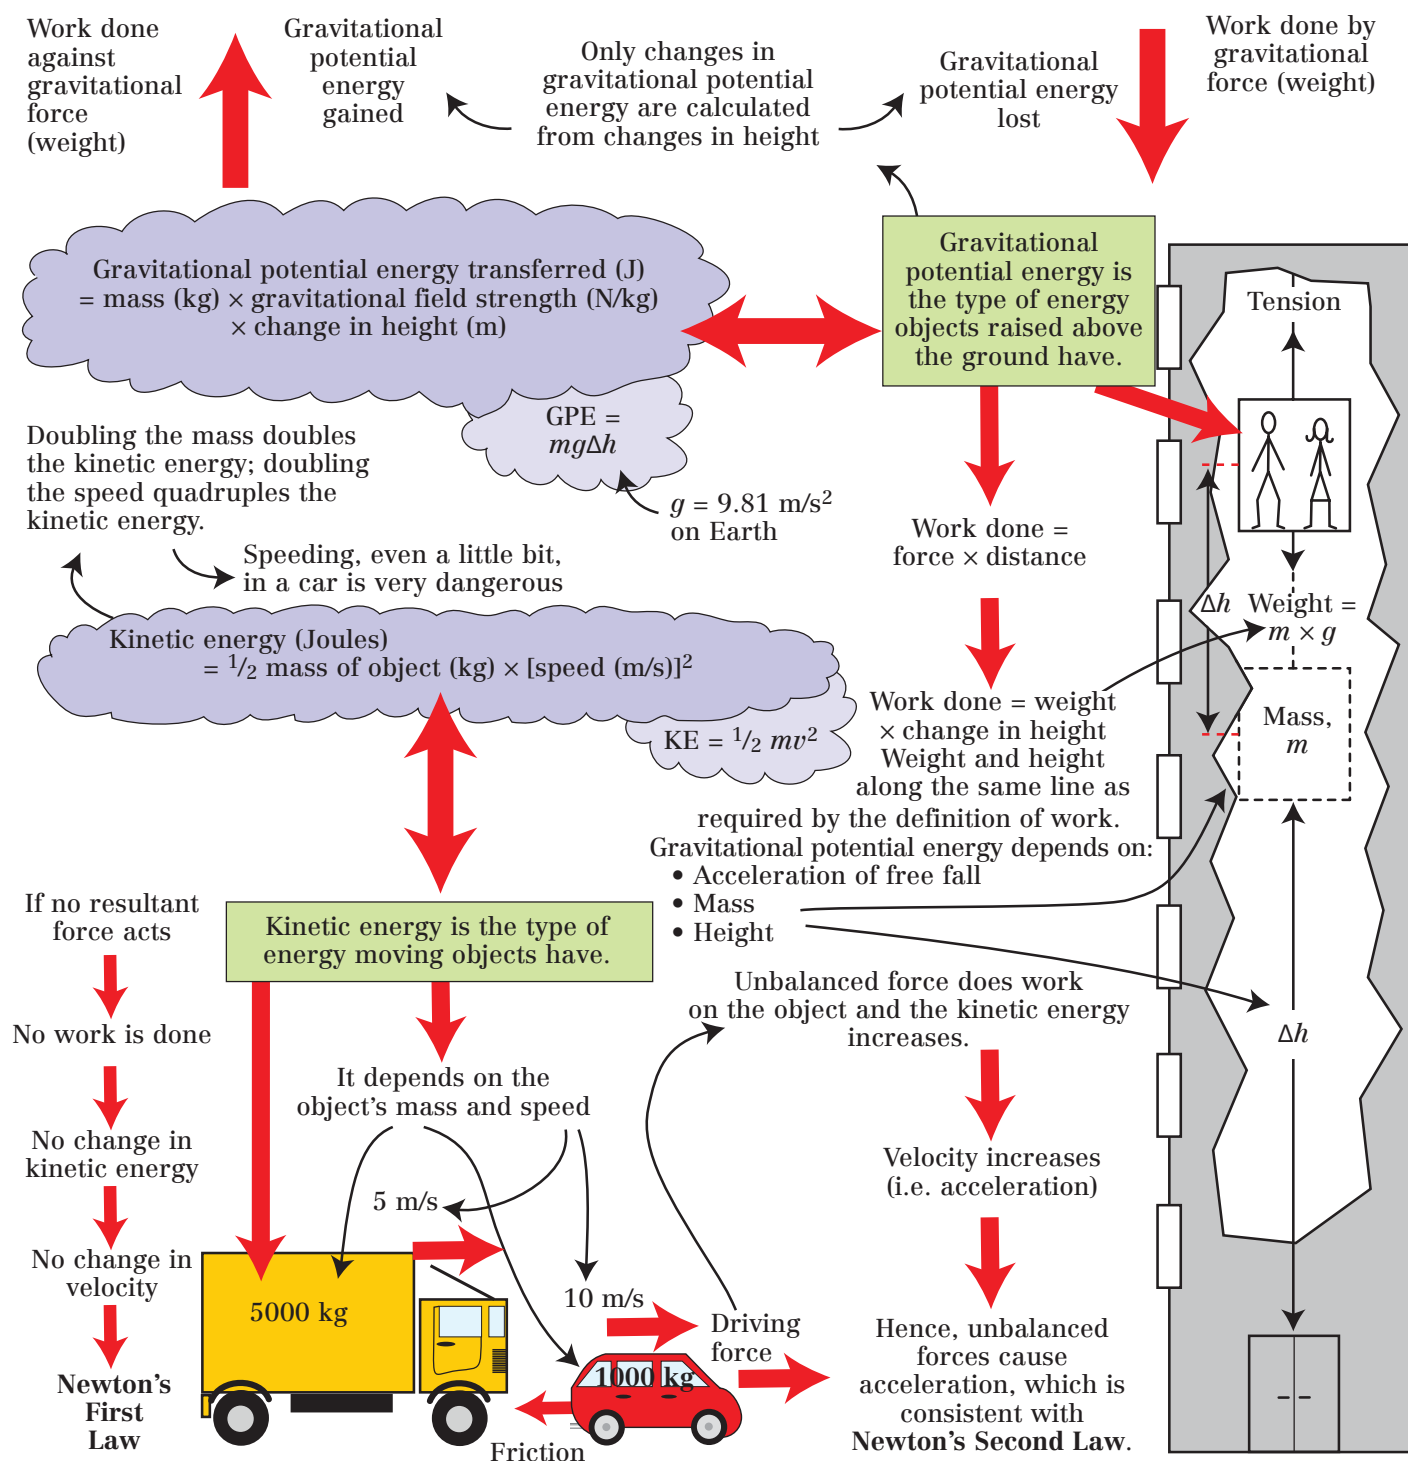 Work done
against
gravitational
force
(weight)
Gravitational
potential
energy
gained
Only changes in
gravitational potential
energy are calculated
from changes in height
Gravitational
potential energy
lost
Work done by
gravitational
force (weight)
Gravitational potential energy transferred (J)
= mass (kg) × gravitational field strength (N/kg)
× change in height (m)
GPE =
mgΔh
g = 9.81 m/s²
on Earth
Gravitational
potential energy is
the type of energy
objects raised above
the ground have.
Tension
Doubling the mass doubles
the kinetic energy; doubling
the speed quadruples the
kinetic energy.
Speeding, even a little bit,
in a car is very dangerous
Kinetic energy (Joules)
= ½ mass of object (kg) × [speed (m/s)]²
KE = ½ mv²
Work done =
force × distance
Work done = weight
× change in height
Weight and height
along the same line as
required by the definition of work.
Gravitational potential energy depends on:
• Acceleration of free fall
• Mass
• Height
Δh
Weight =
m × g
Mass,
m
Δh
If no resultant
force acts
No work is done
No change in
kinetic energy
No change in
velocity
Newton's
First
Law
Kinetic energy is the type of
energy moving objects have.
It depends on the
object's mass and speed
5 m/s
5000 kg
10 m/s
1000 kg
Driving
force
Friction
Unbalanced force does work
on the object and the kinetic energy
increases.
Velocity increases
(i.e. acceleration)
Hence, unbalanced
forces cause
acceleration, which is
consistent with
Newton's Second Law.